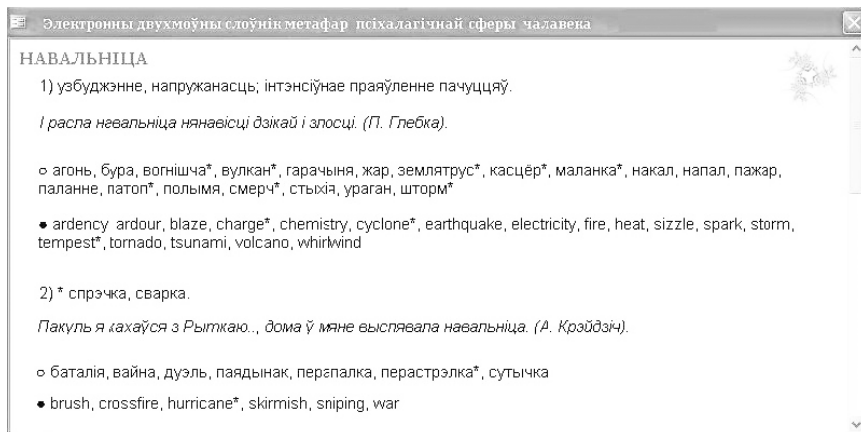 Электронны двухмоўны слоўнік метафар псіхалагічнай сферы чалавека
НАВАЛЬНІЦА
1) узбуджэнне, напружанасць; інтэнсіўнае праяўленне пачуццяў.
І расла навальніца нянавісці дзікай і злосці. (П. Глебка).
○ агонь, бура, вогнішча*, вулкан*, гарачыня, жар, землятрус*, касцёр*, маланка*, накал, напал, пажар,
паланне, патоп*, полымя, смерч*, стыхія, ураган, шторм*
● ardency ardour, blaze, charge*, chemistry, cyclone*, earthquake, electricity, fire, heat, sizzle, spark, storm,
tempest*, tornado, tsunami, volcano, whirlwind
2) * спрэчка, сварка.
Пакуль я кахаўся з Рыткаю.., дома ў мяне выспявала навальніца. (А. Крэйдзіч).
○ баталія, вайна, дуэль, паядынак, перапалка, перастрэлка*, сутычка
● brush, crossfire, hurricane*, skirmish, sniping, war